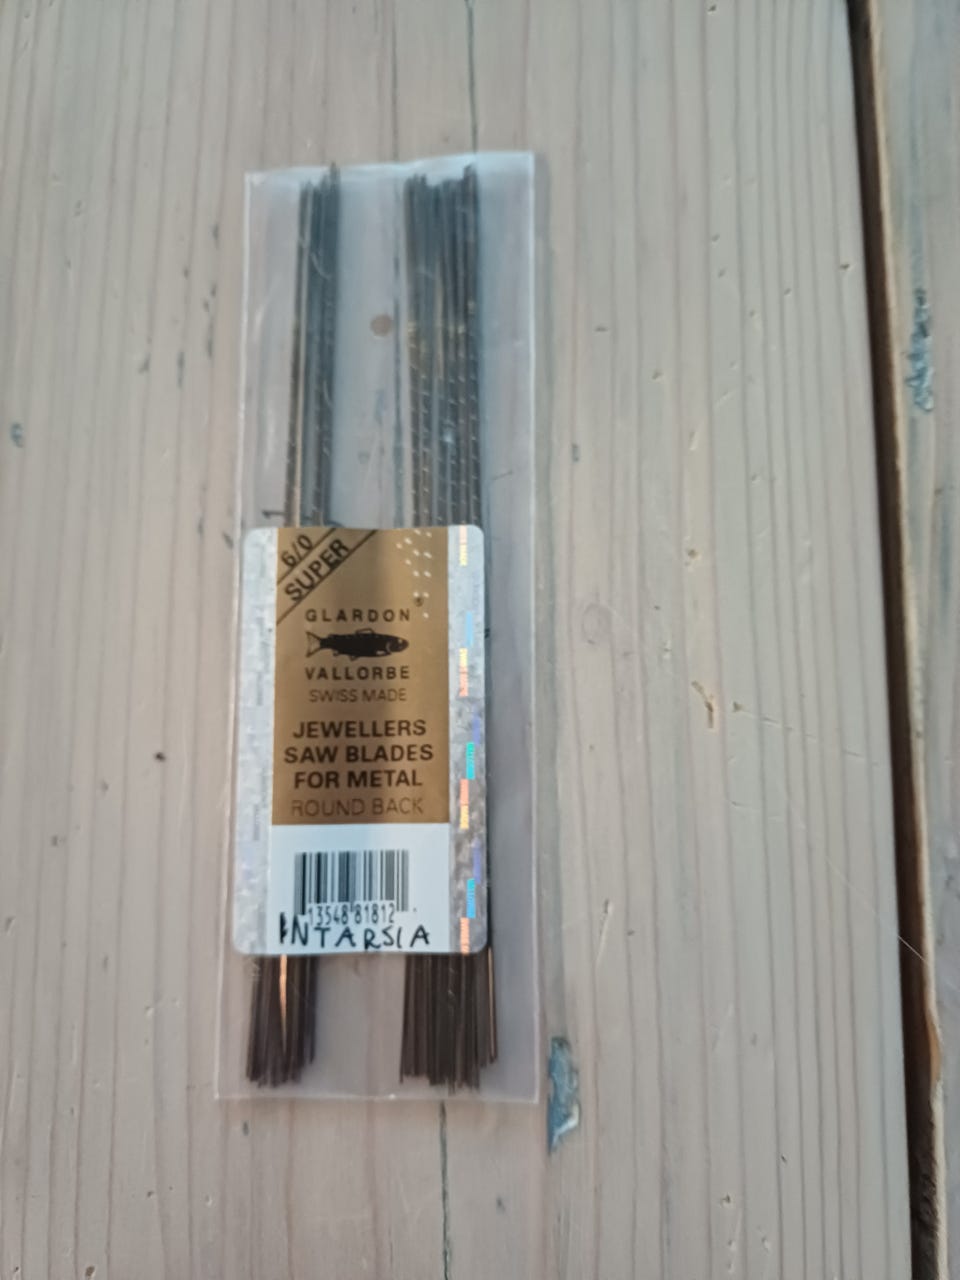 6/0
SUPER
GLARDON
VALLORBE
SWISS MADE
JEWELLERS
SAW BLADES
FOR METAL
ROUND BACK
13548 81812
INTARSIA